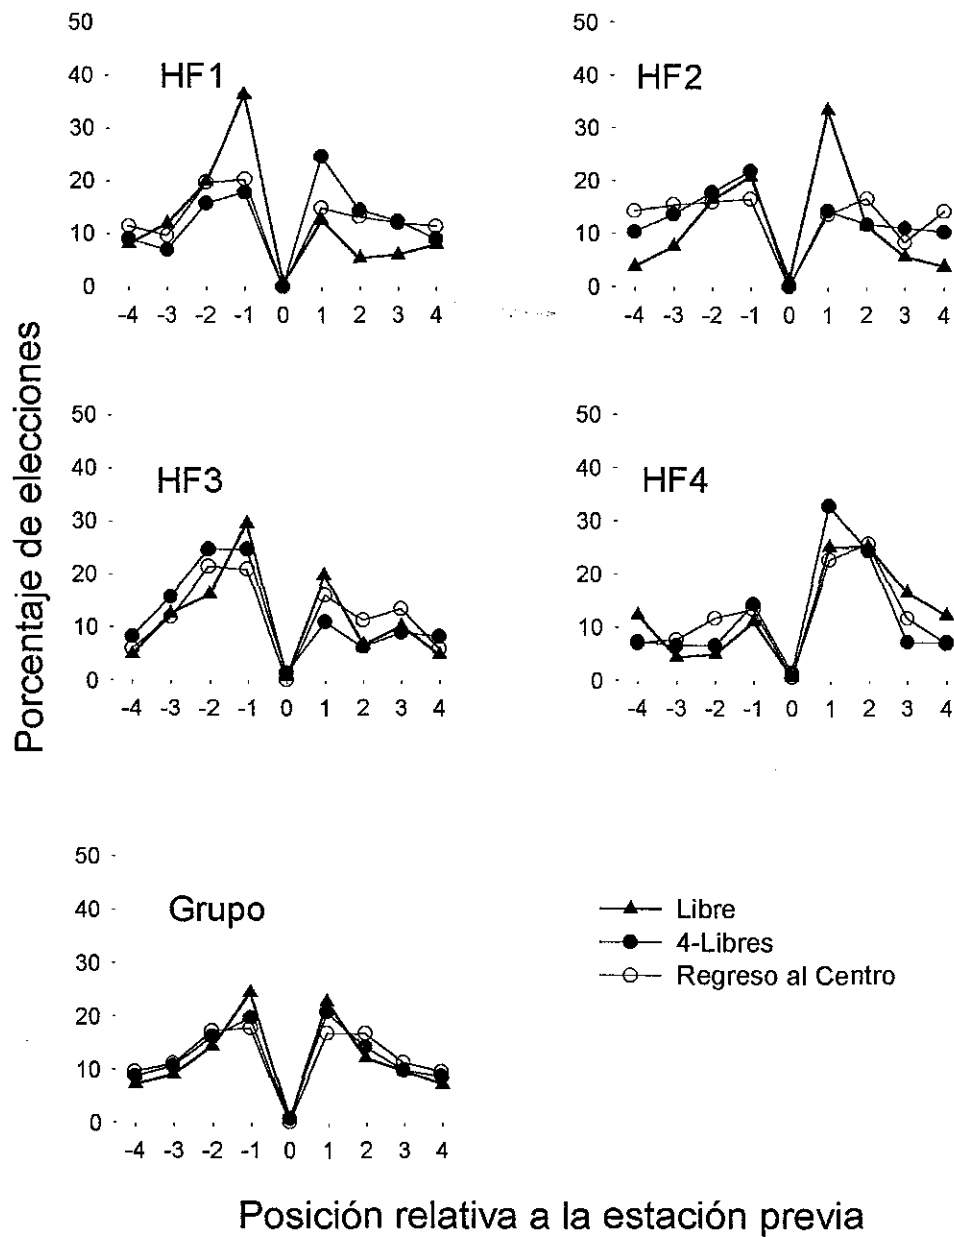 50
40
30
20
10
0
HF1
-4 -3 -2 -1 0 1 2 3 4
50
40
30
20
10
0
HF2
-4 -3 -2 -1 0 1 2 3 4
Porcentaje de elecciones
50
40
30
20
10
0
HF3
-4 -3 -2 -1 0 1 2 3 4
50
40
30
20
10
0
HF4
-4 -3 -2 -1 0 1 2 3 4
50
40
30
20
10
0
Grupo
-4 -3 -2 -1 0 1 2 3 4
Libre
4-Libres
Regreso al Centro
Posición relativa a la estación previa